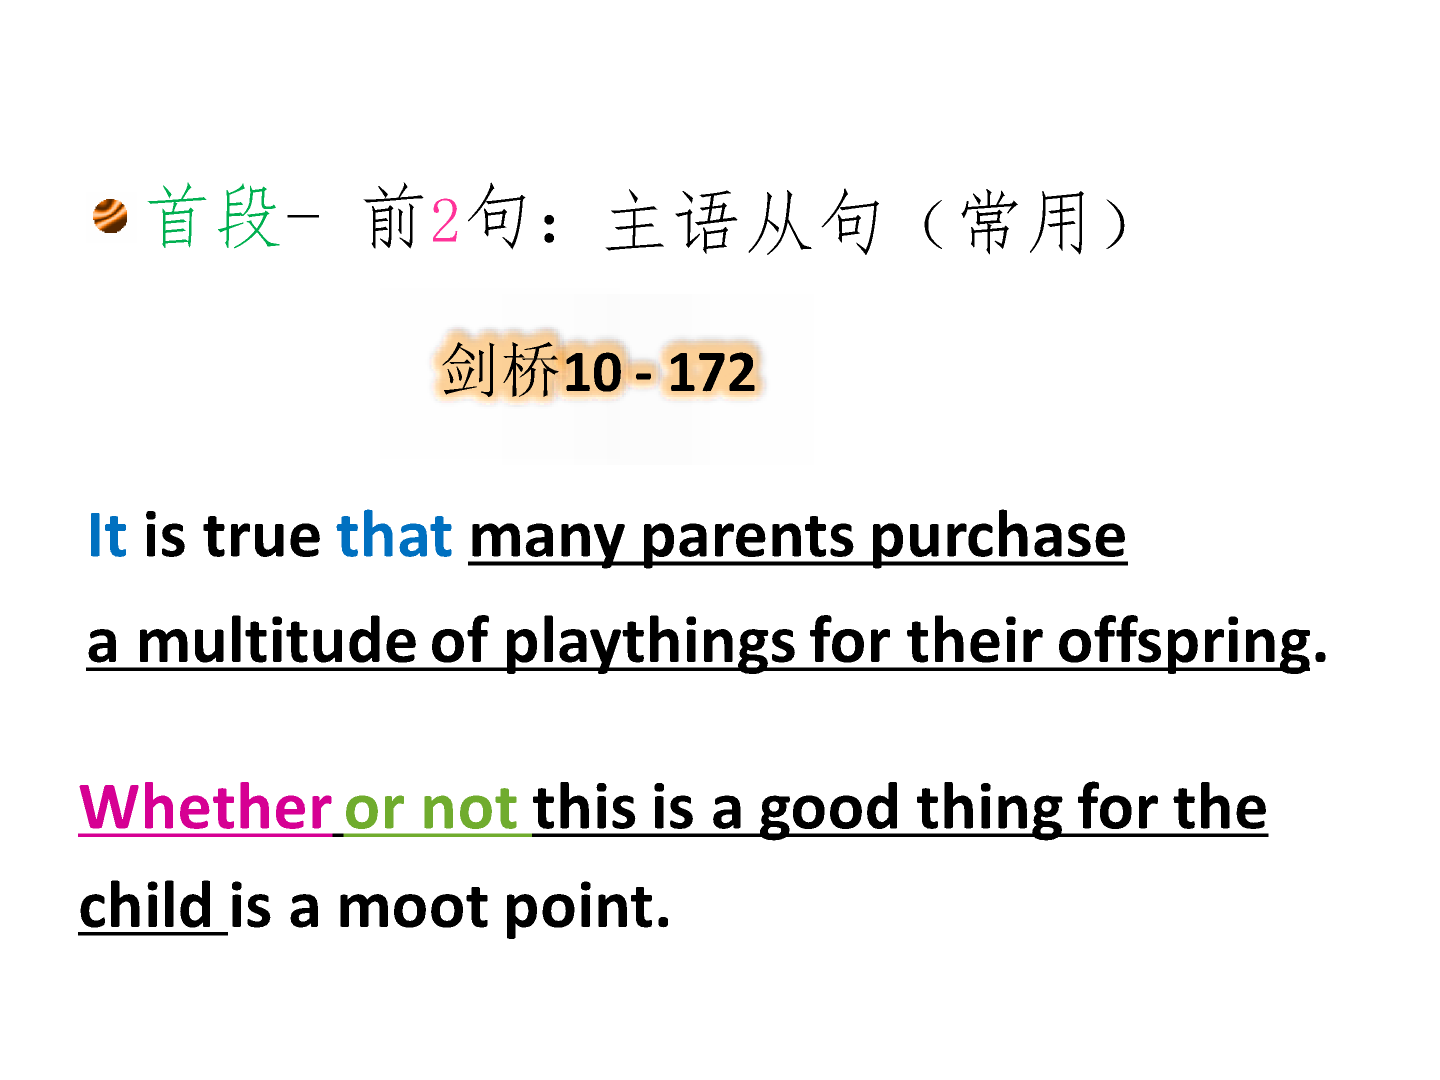 首段- 前2句：主语从句（常用）
剑桥10 - 172
It is true that many parents purchase
a multitude of playthings for their offspring.
Whether or not this is a good thing for the
child is a moot point.